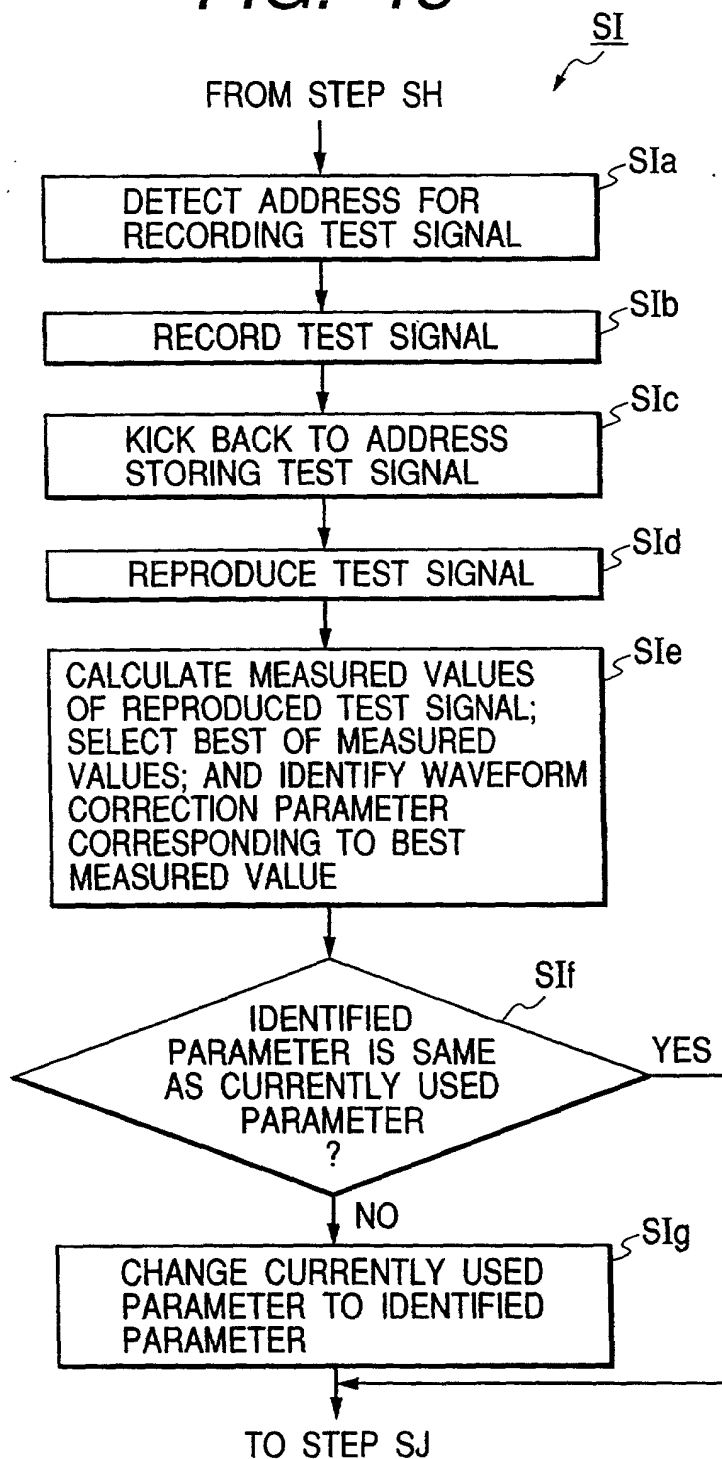 SI
FROM STEP SH
SIa
DETECT ADDRESS FOR
RECORDING TEST SIGNAL
SIb
RECORD TEST SIGNAL
SIc
KICK BACK TO ADDRESS
STORING TEST SIGNAL
SId
REPRODUCE TEST SIGNAL
SIe
CALCULATE MEASURED VALUES
OF REPRODUCED TEST SIGNAL;
SELECT BEST OF MEASURED
VALUES; AND IDENTIFY WAVEFORM
CORRECTION PARAMETER
CORRESPONDING TO BEST
MEASURED VALUE
SIf
IDENTIFIED
PARAMETER IS SAME
AS CURRENTLY USED
PARAMETER
?
YES
NO
SIg
CHANGE CURRENTLY USED
PARAMETER TO IDENTIFIED
PARAMETER
TO STEP SJ